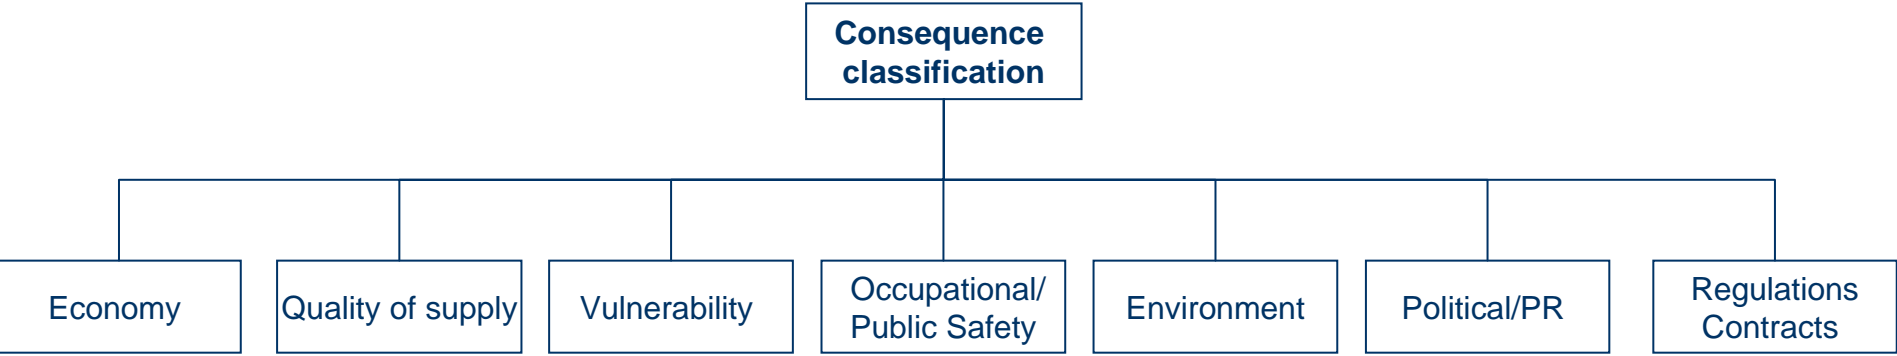 Consequence
classification
Economy
Quality of supply
Vulnerability
Occupational/
Public Safety
Environment
Political/PR
Regulations
Contracts